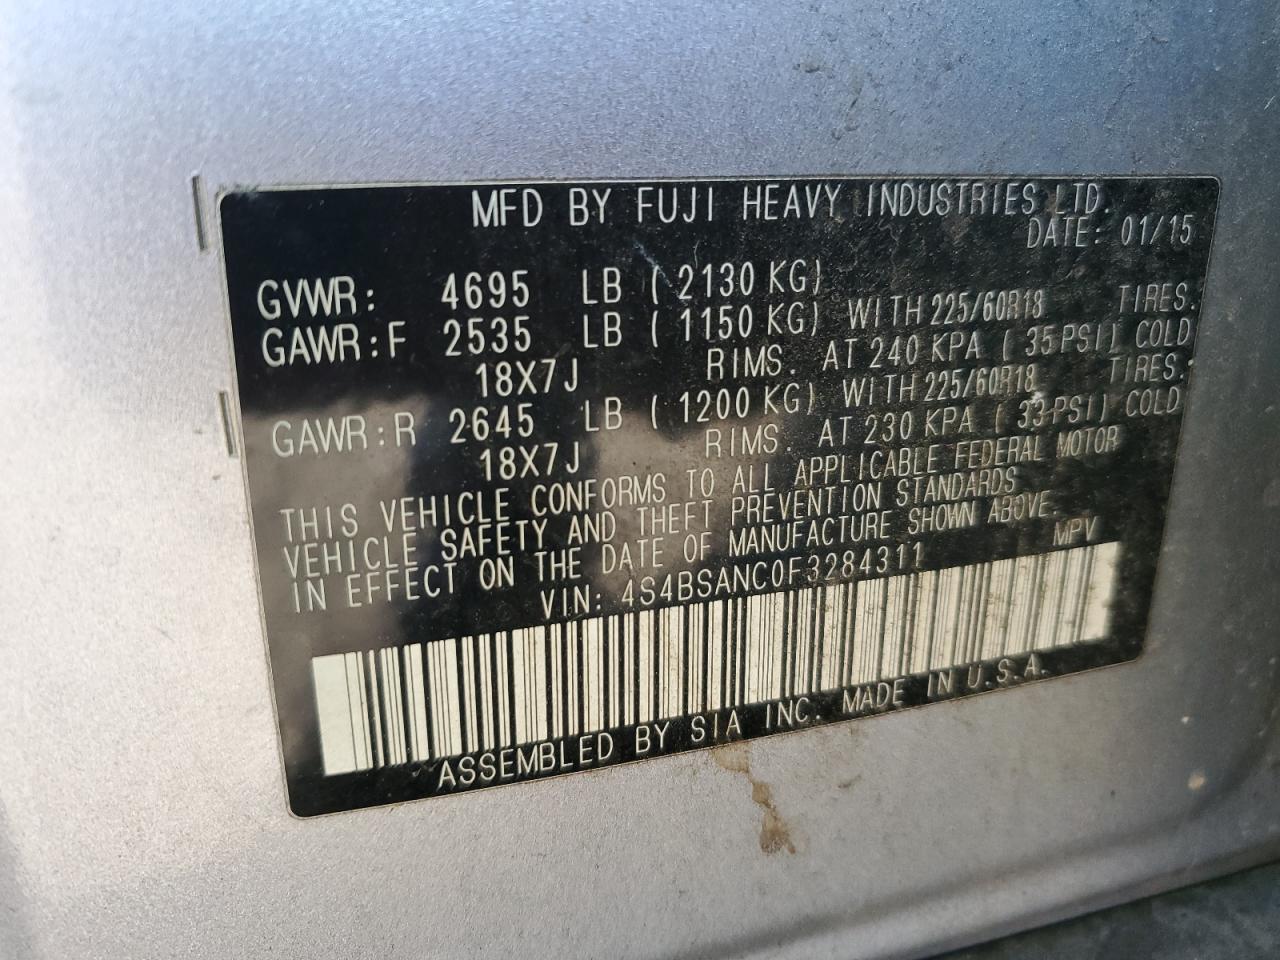 MFD BY FUJI HEAVY INDUSTRIES LTD.
DATE: 01/15
GVWR: 4695 LB ( 2130 KG)
GAWR:F 2535 LB ( 1150 KG) WITH 225/60R18 TIRES.
18X7J RIMS. AT 240 KPA ( 35 PSI) COLD
GAWR:R 2645 LB ( 1200 KG) WITH 225/60R18 TIRES.
18X7J RIMS. AT 230 KPA ( 33 PSI) COLD
THIS VEHICLE CONFORMS TO ALL APPLICABLE FEDERAL MOTOR
VEHICLE SAFETY AND THEFT PREVENTION STANDARDS
IN EFFECT ON THE DATE OF MANUFACTURE SHOWN ABOVE.
VIN: 4S4BSANC0F3284311 MPV
ASSEMBLED BY SIA INC. MADE IN U.S.A.